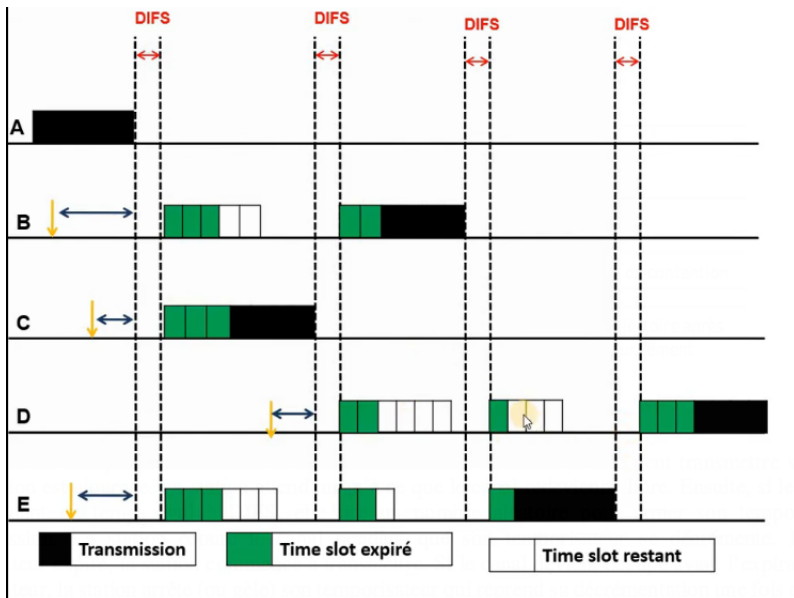 DIFS DIFS DIFS DIFS
A
B
C
D
E
Transmission Time slot expiré Time slot restant